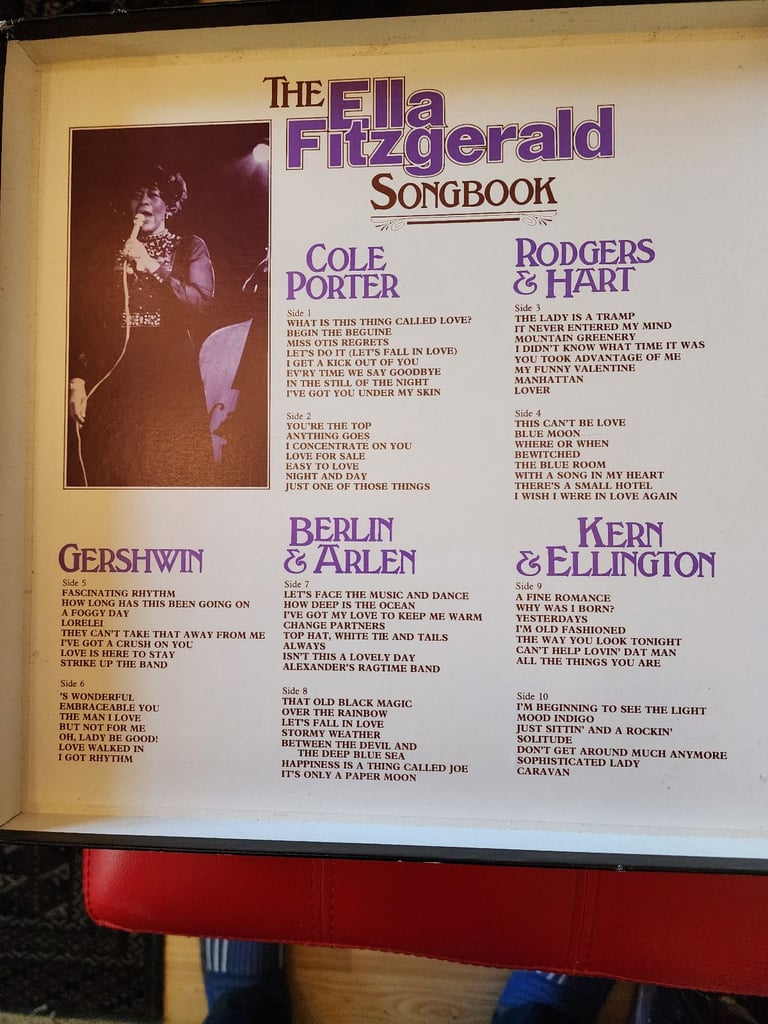 THE Ella
Fitzgerald
SONGBOOK
COLE
PORTER
Side 1
WHAT IS THIS THING CALLED LOVE?
BEGIN THE BEGUINE
MISS OTIS REGRETS
LET'S DO IT (LET'S FALL IN LOVE)
I GET A KICK OUT OF YOU
EV'RY TIME WE SAY GOODBYE
IN THE STILL OF THE NIGHT
I'VE GOT YOU UNDER MY SKIN
Side 2
YOU'RE THE TOP
ANYTHING GOES
I CONCENTRATE ON YOU
LOVE FOR SALE
EASY TO LOVE
NIGHT AND DAY
JUST ONE OF THOSE THINGS
RODGERS
& HART
Side 3
THE LADY IS A TRAMP
IT NEVER ENTERED MY MIND
MOUNTAIN GREENERY
I DIDN'T KNOW WHAT TIME IT WAS
YOU TOOK ADVANTAGE OF ME
MY FUNNY VALENTINE
MANHATTAN
LOVER
Side 4
THIS CAN'T BE LOVE
BLUE MOON
WHERE OR WHEN
BEWITCHED
THE BLUE ROOM
WITH A SONG IN MY HEART
THERE'S A SMALL HOTEL
I WISH I WERE IN LOVE AGAIN
GERSHWIN
Side 5
FASCINATING RHYTHM
HOW LONG HAS THIS BEEN GOING ON
A FOGGY DAY
LORELEI
THEY CAN'T TAKE THAT AWAY FROM ME
I'VE GOT A CRUSH ON YOU
LOVE IS HERE TO STAY
STRIKE UP THE BAND
Side 6
'S WONDERFUL
EMBRACEABLE YOU
THE MAN I LOVE
BUT NOT FOR ME
OH, LADY BE GOOD!
LOVE WALKED IN
I GOT RHYTHM
BERLIN
& ARLEN
Side 7
LET'S FACE THE MUSIC AND DANCE
HOW DEEP IS THE OCEAN
I'VE GOT MY LOVE TO KEEP ME WARM
CHANGE PARTNERS
TOP HAT, WHITE TIE AND TAILS
ALWAYS
ISN'T THIS A LOVELY DAY
ALEXANDER'S RAGTIME BAND
Side 8
THAT OLD BLACK MAGIC
OVER THE RAINBOW
LET'S FALL IN LOVE
STORMY WEATHER
BETWEEN THE DEVIL AND
THE DEEP BLUE SEA
HAPPINESS IS A THING CALLED JOE
IT'S ONLY A PAPER MOON
KERN
& ELLINGTON
Side 9
A FINE ROMANCE
WHY WAS I BORN?
YESTERDAYS
I'M OLD FASHIONED
THE WAY YOU LOOK TONIGHT
CAN'T HELP LOVIN' DAT MAN
ALL THE THINGS YOU ARE
Side 10
I'M BEGINNING TO SEE THE LIGHT
MOOD INDIGO
JUST SITTIN' AND A ROCKIN'
SOLITUDE
DON'T GET AROUND MUCH ANYMORE
SOPHISTICATED LADY
CARAVAN